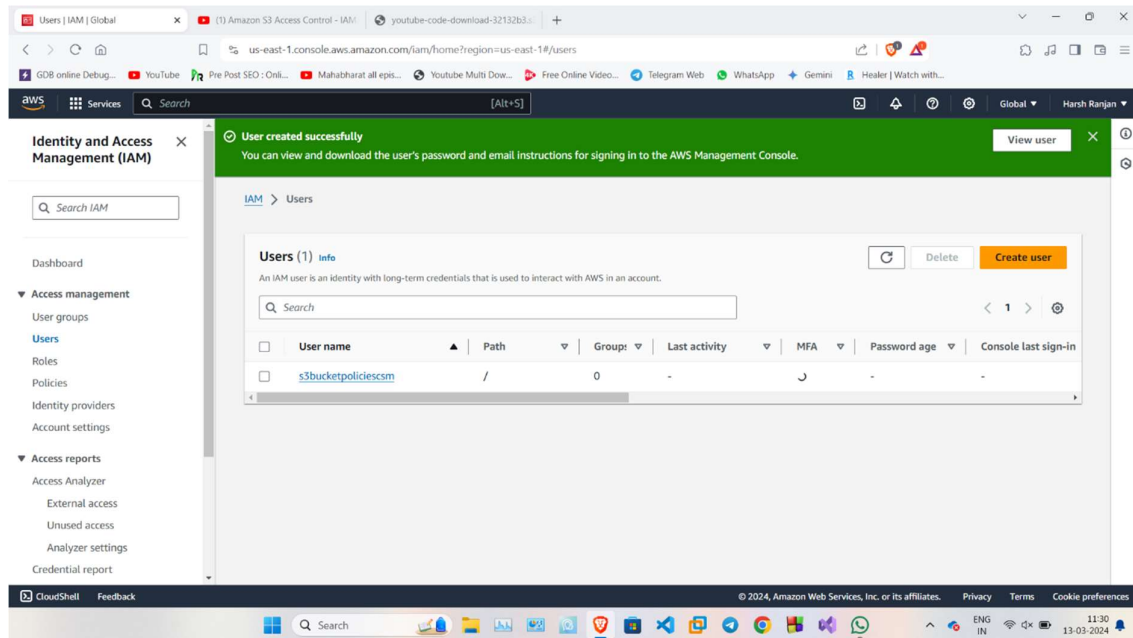 Users | IAM | Global
(1) Amazon S3 Access Control - IAM
youtube-code-download-32132b3.s
us-east-1.console.aws.amazon.com/iam/home?region=us-east-1#/users
GDB online Debug... YouTube Pre Post SEO : Onli... Mahabharat all epis... Youtube Multi Dow... Free Online Video... Telegram Web WhatsApp Gemini Healer | Watch with...
aws Services Search [Alt+S] Global Harsh Ranjan
Identity and Access Management (IAM)
Search IAM
Dashboard
Access management
User groups
Users
Roles
Policies
Identity providers
Account settings
Access reports
Access Analyzer
External access
Unused access
Analyzer settings
Credential report
User created successfully
You can view and download the user's password and email instructions for signing in to the AWS Management Console.
View user
IAM > Users
Users (1) Info
An IAM user is an identity with long-term credentials that is used to interact with AWS in an account.
Delete Create user
Search
1
User name Path Group: Last activity MFA Password age Console last sign-in
s3bucketpoliciescsm / 0 - - -
CloudShell Feedback © 2024, Amazon Web Services, Inc. or its affiliates. Privacy Terms Cookie preferences
Search
ENG
IN
11:30
13-03-2024